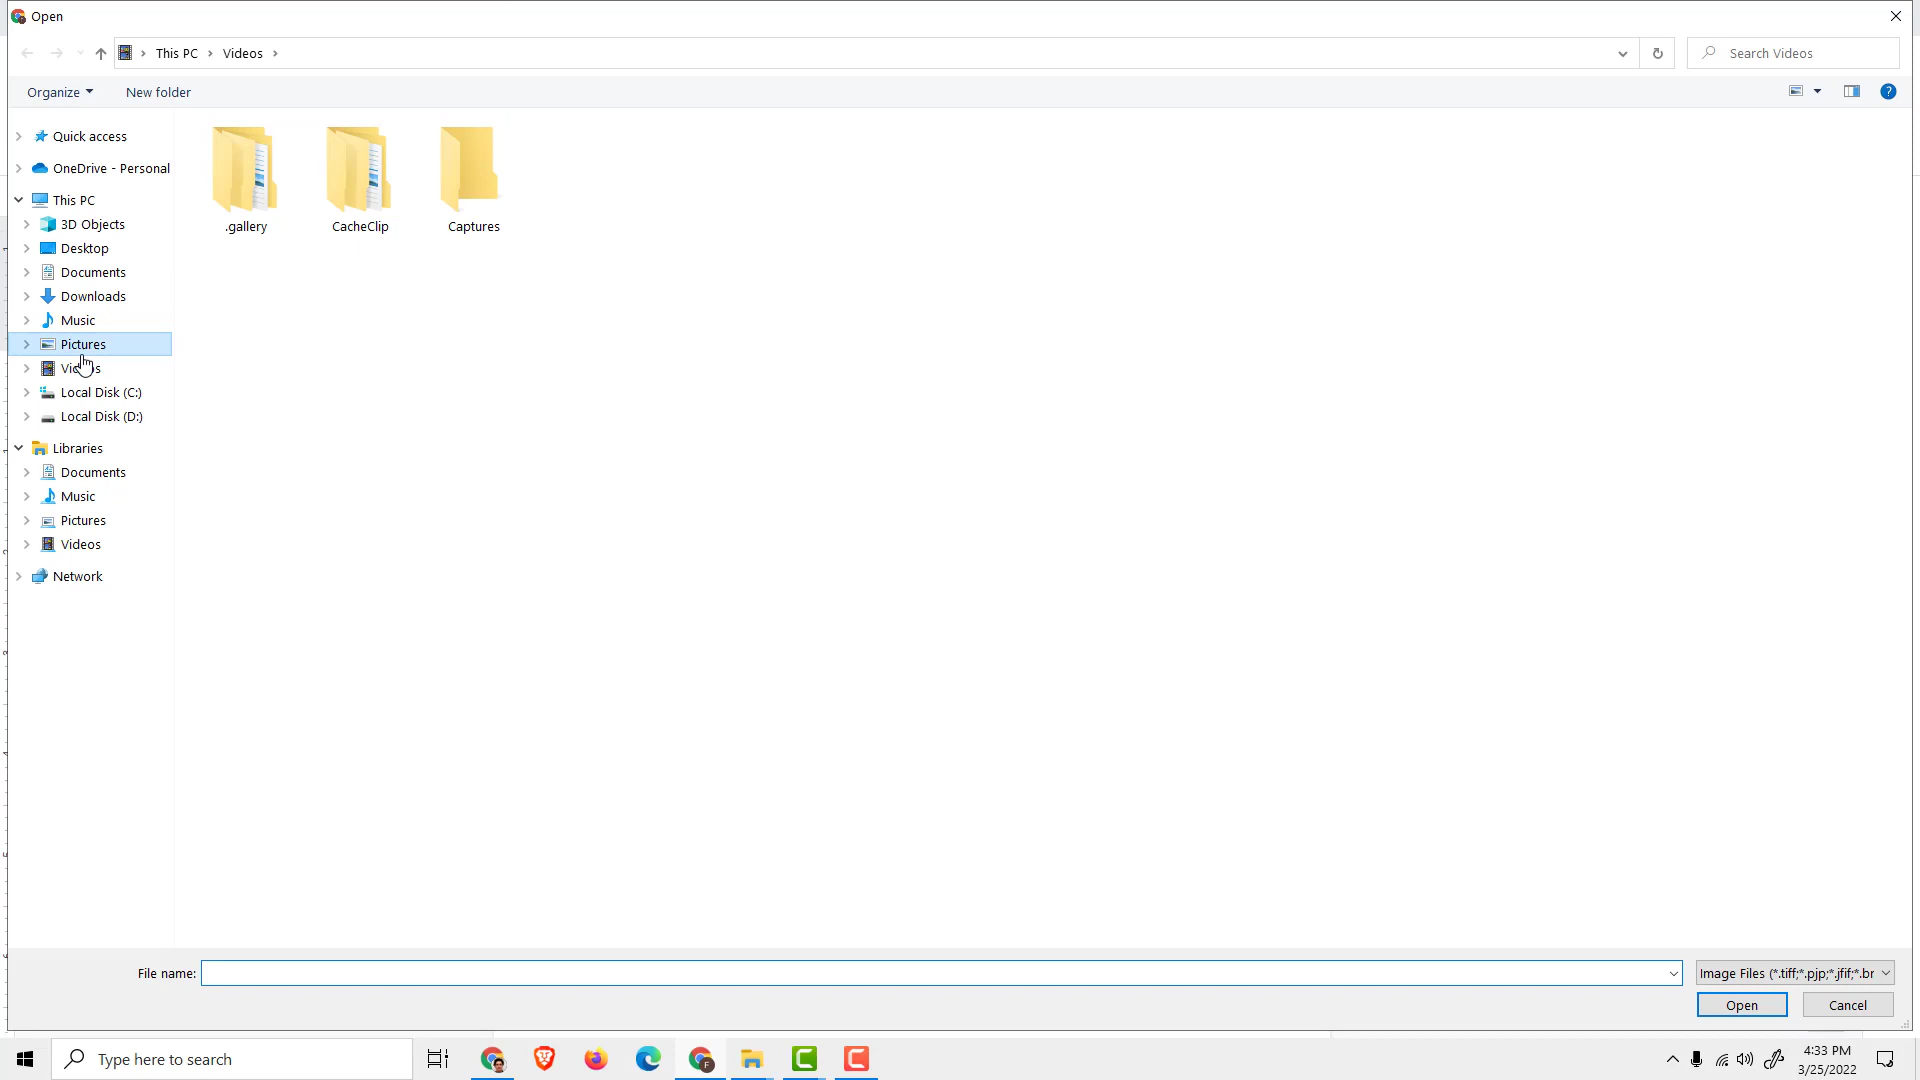 Open
This PC
Videos
Search Videos
Organize
New folder
Quick access
OneDrive - Personal
This PC
3D Objects
Desktop
Documents
Downloads
Music
Pictures
Videos
Local Disk (C:)
Local Disk (D:)
Libraries
Documents
Music
Pictures
Videos
Network
.gallery
CacheClip
Captures
File name:
Image Files (*.tiff;*.pjp;*.jfif;*.br
Open
Cancel
Type here to search
4:33 PM
3/25/2022